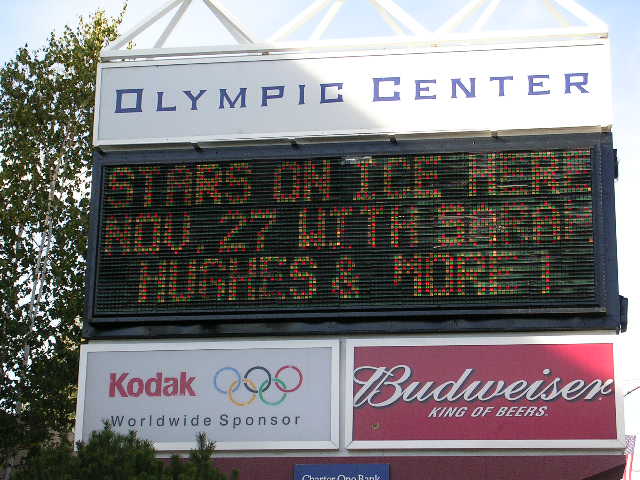 OLYMPIC CENTER
STARS ON ICE HERE
NOV. 27 WITH SARAH
HUGHES & MORE!
Kodak
Worldwide Sponsor
Budweiser
KING OF BEERS.
Charter One Bank